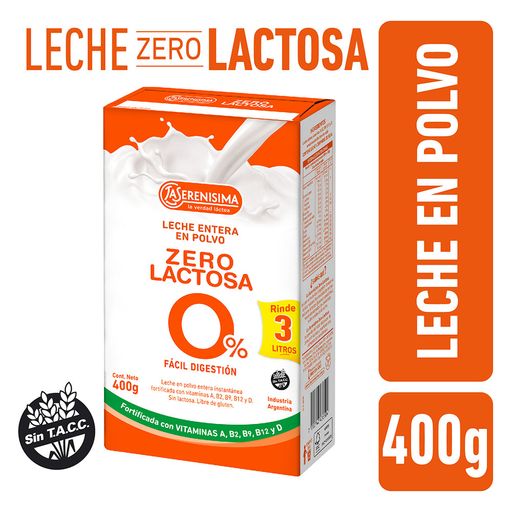 LECHE ZERO LACTOSA
LASERENISIMA
la verdad láctea
LECHE ENTERA
EN POLVO
ZERO
LACTOSA
0%
FÁCIL DIGESTIÓN
Rinde
3
LITROS
Cont. Neto
400g
Leche en polvo entera instantánea
fortificada con vitaminas A, B2, B9, B12 y D.
Sin lactosa. Libre de gluten.
Industria
Argentina
Fortificada con VITAMINAS A, B2, B9, B12 y D
Sin T.A.C.C.
LECHE EN POLVO
400g